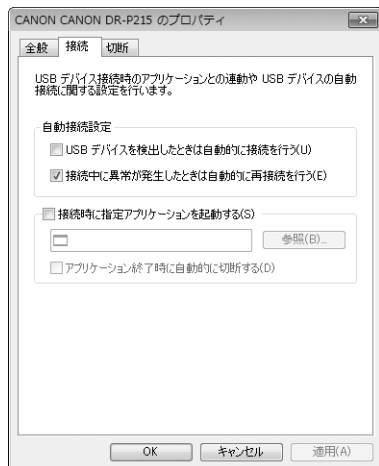 CANON CANON DR-P215 のプロパティ
全般 接続 切断
USB デバイス接続時のアプリケーションとの連動や USB デバイスの自動
接続に関する設定を行います。
自動接続設定
USB デバイスを検出したときは自動的に接続を行う(U)
接続中に異常が発生したときは自動的に再接続を行う(E)
接続時に指定アプリケーションを起動する(S)
参照(B)...
アプリケーション終了時に自動的に切断する(D)
OK キャンセル 適用(A)